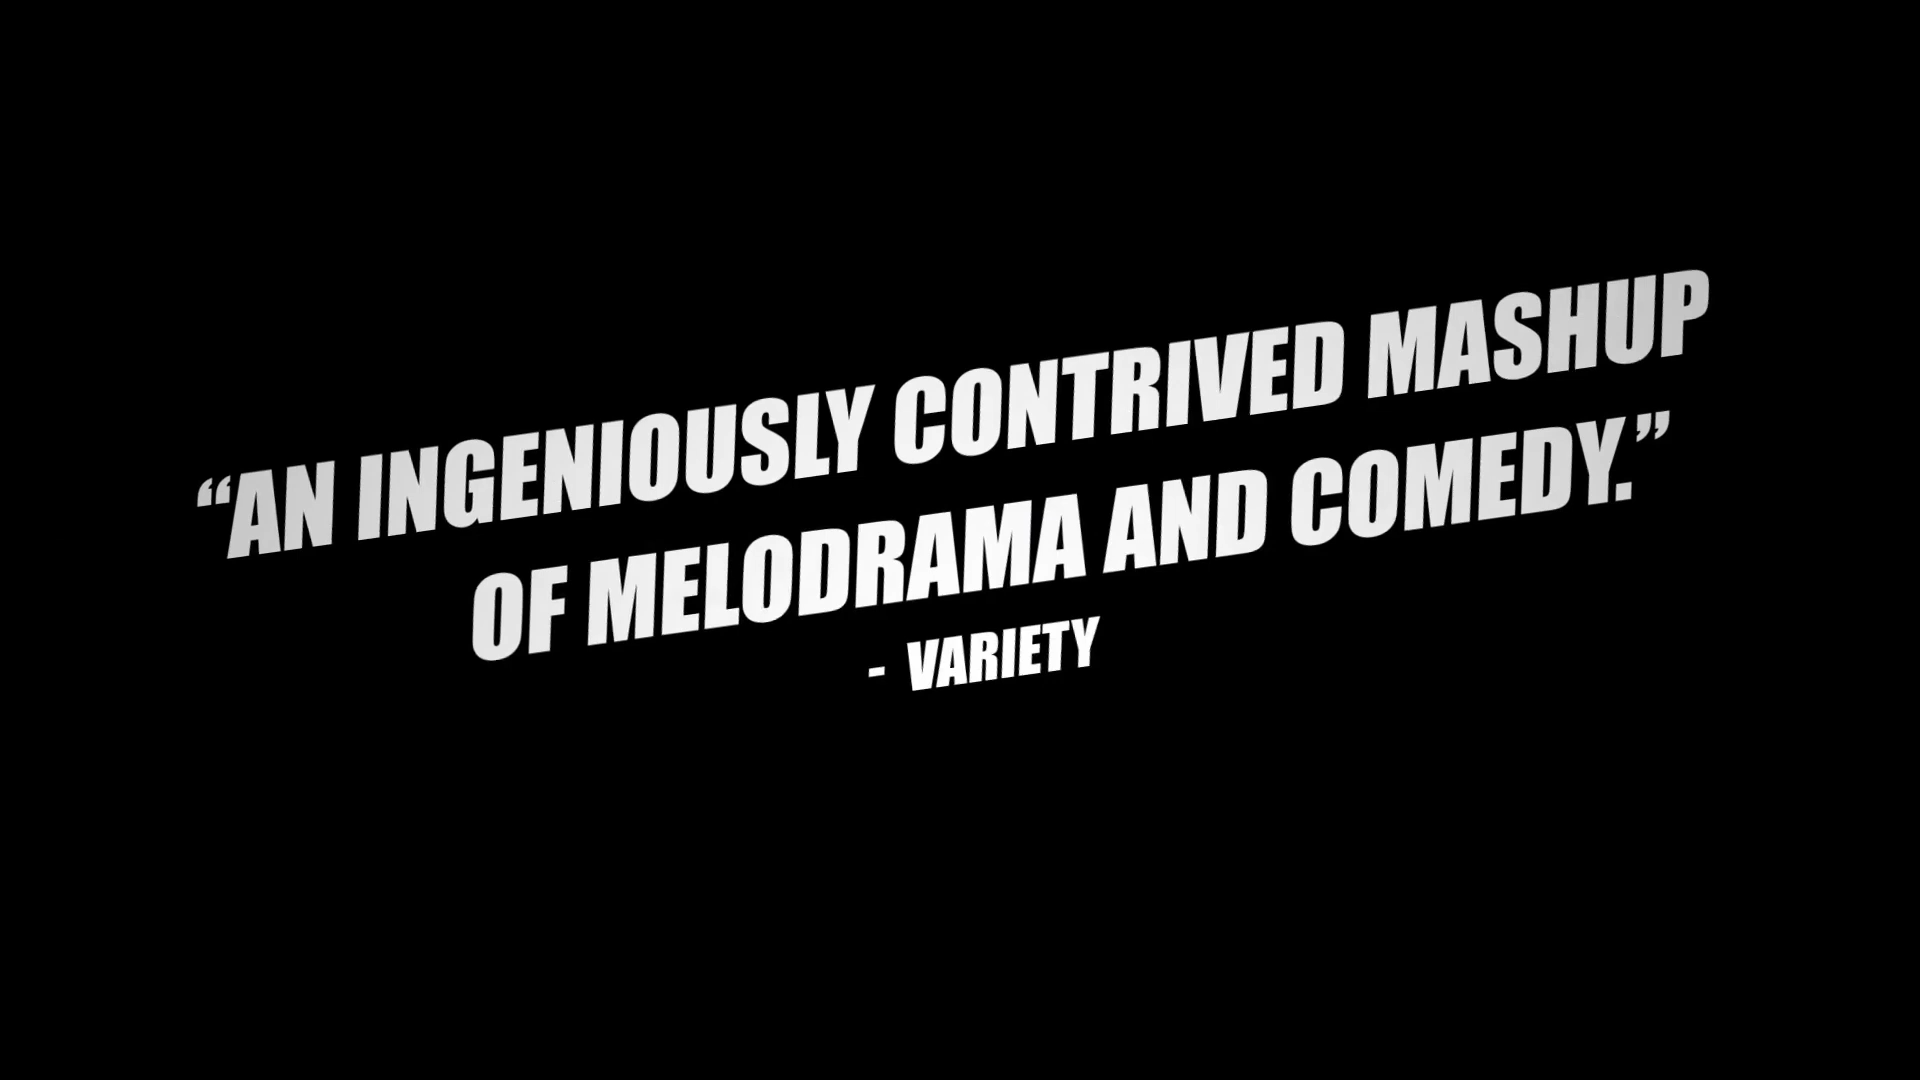 “AN INGENIOUSLY CONTRIVED MASHUP
OF MELODRAMA AND COMEDY.”
- VARIETY